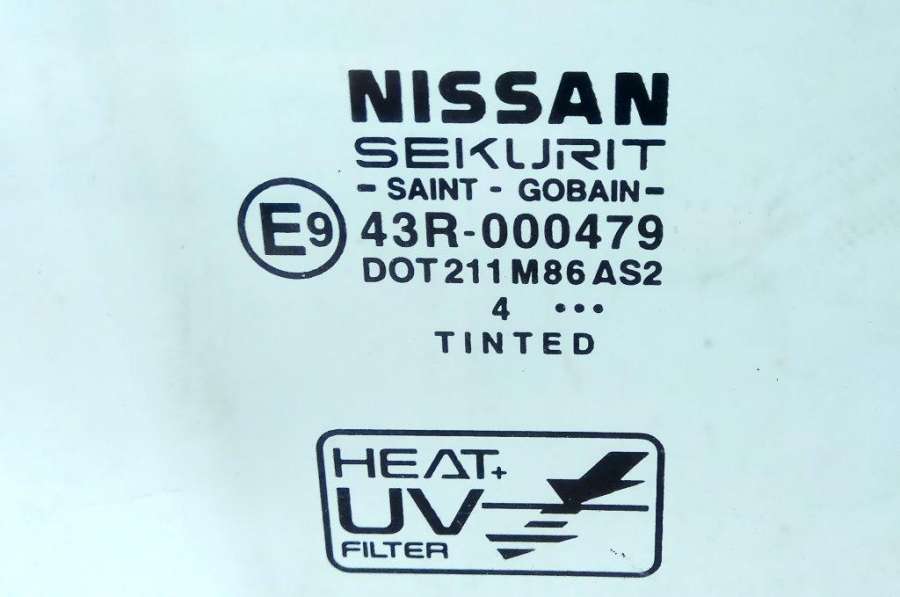 NISSAN
SEKURIT
- SAINT - GOBAIN -
E9 43R-000479
DOT 211 M86 AS2
4 •••
TINTED
HEAT+
UV
FILTER